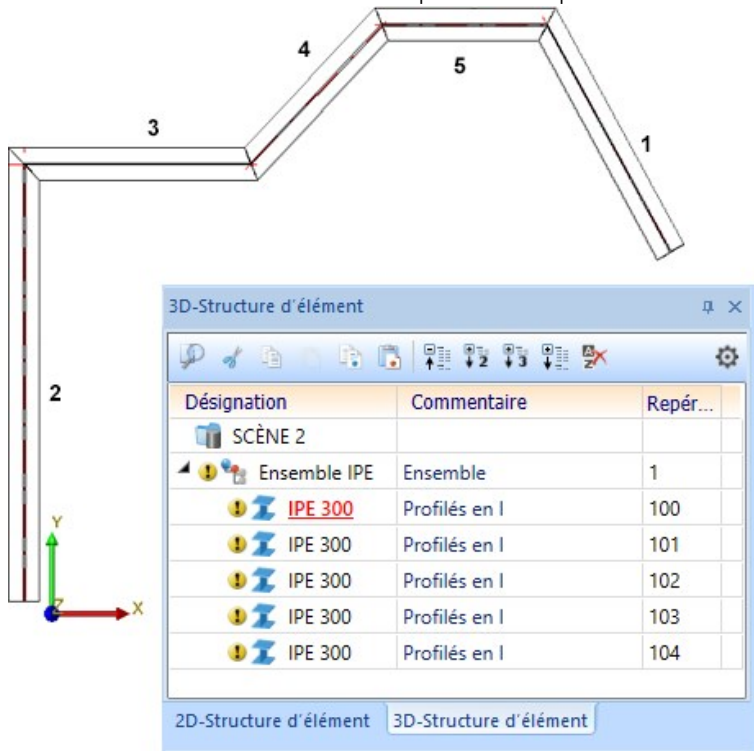 4
5
3
1
2
3D-Structure d'élément
2 3 A Z
Désignation Commentaire Repér...
SCÈNE 2
Ensemble IPE Ensemble 1
IPE 300 Profilés en I 100
IPE 300 Profilés en I 101
IPE 300 Profilés en I 102
IPE 300 Profilés en I 103
IPE 300 Profilés en I 104
Y
Z X
2D-Structure d'élément 3D-Structure d'élément